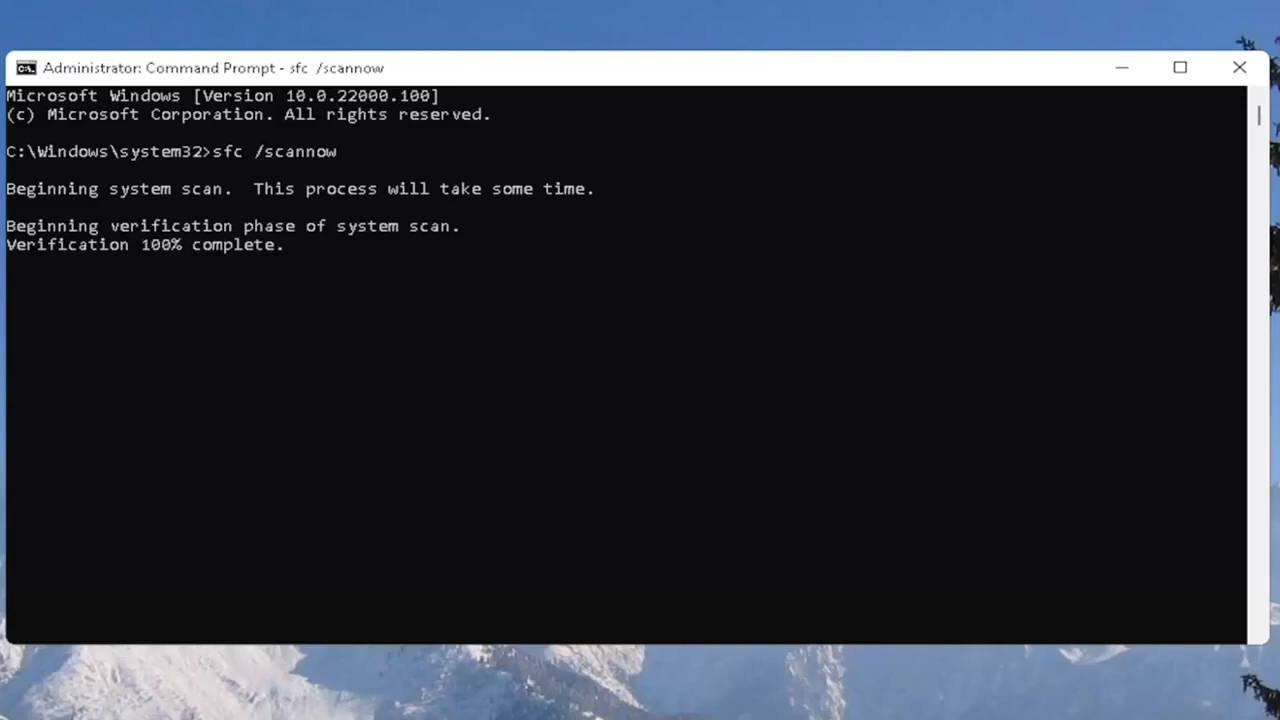 Administrator: Command Prompt - sfc  /scannow
Microsoft Windows [Version 10.0.22000.100]
(c) Microsoft Corporation. All rights reserved.
C:\Windows\system32>sfc /scannow
Beginning system scan.  This process will take some time.
Beginning verification phase of system scan.
Verification 100% complete.